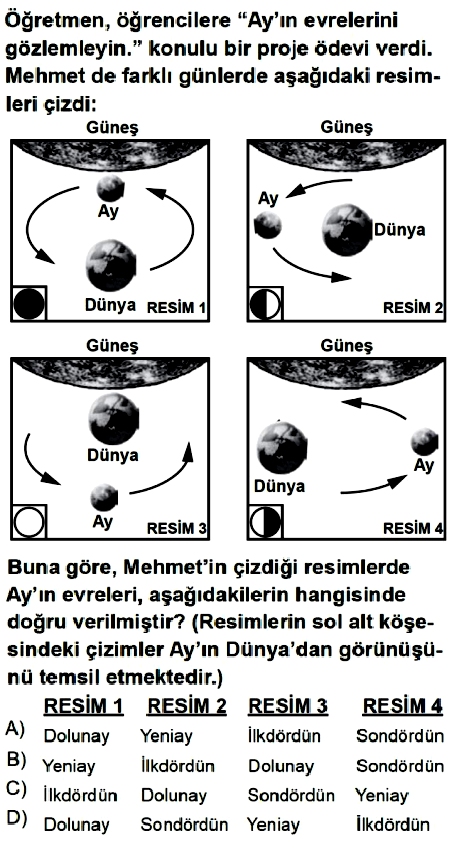 Öğretmen, öğrencilere “Ay’ın evrelerini
gözlemleyin.” konulu bir proje ödevi verdi.
Mehmet de farklı günlerde aşağıdaki resim-
leri çizdi:
Güneş
Ay
Dünya
RESİM 1
Güneş
Ay
Dünya
RESİM 2
Güneş
Dünya
Ay
RESİM 3
Güneş
Dünya
Ay
RESİM 4
Buna göre, Mehmet’in çizdiği resimlerde
Ay’ın evreleri, aşağıdakilerin hangisinde
doğru verilmiştir? (Resimlerin sol alt köşe-
sindeki çizimler Ay’ın Dünya’dan görünüşü-
nü temsil etmektedir.)
RESİM 1 RESİM 2 RESİM 3 RESİM 4
A) Dolunay Yeniay İlkdördün Sondördün
B) Yeniay İlkdördün Dolunay Sondördün
C) İlkdördün Dolunay Sondördün Yeniay
D) Dolunay Sondördün Yeniay İlkdördün